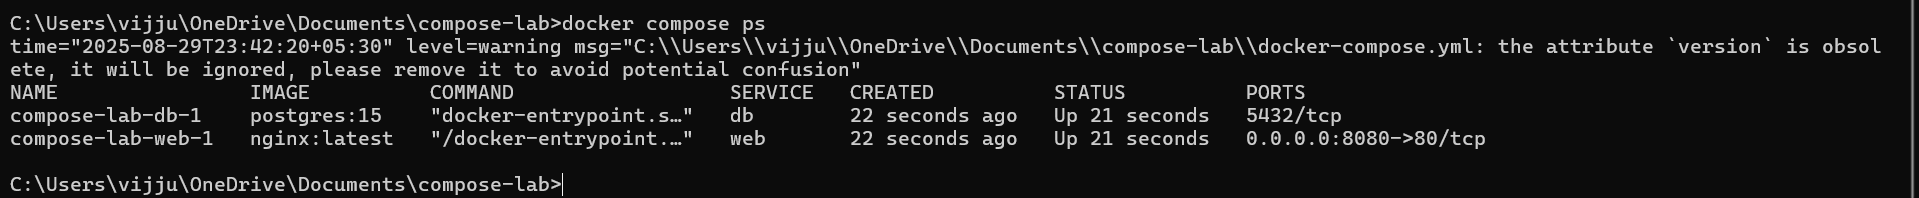 C:\Users\vijju\OneDrive\Documents\compose-lab>docker compose ps
time="2025-08-29T23:42:20+05:30" level=warning msg="C:\\Users\\vijju\\OneDrive\\Documents\\compose-lab\\docker-compose.yml: the attribute `version` is obsol
ete, it will be ignored, please remove it to avoid potential confusion"
NAME                IMAGE          COMMAND                  SERVICE   CREATED          STATUS          PORTS
compose-lab-db-1    postgres:15    "docker-entrypoint.s…"   db        22 seconds ago   Up 21 seconds   5432/tcp
compose-lab-web-1   nginx:latest   "/docker-entrypoint.…"   web       22 seconds ago   Up 21 seconds   0.0.0.0:8080->80/tcp
C:\Users\vijju\OneDrive\Documents\compose-lab>